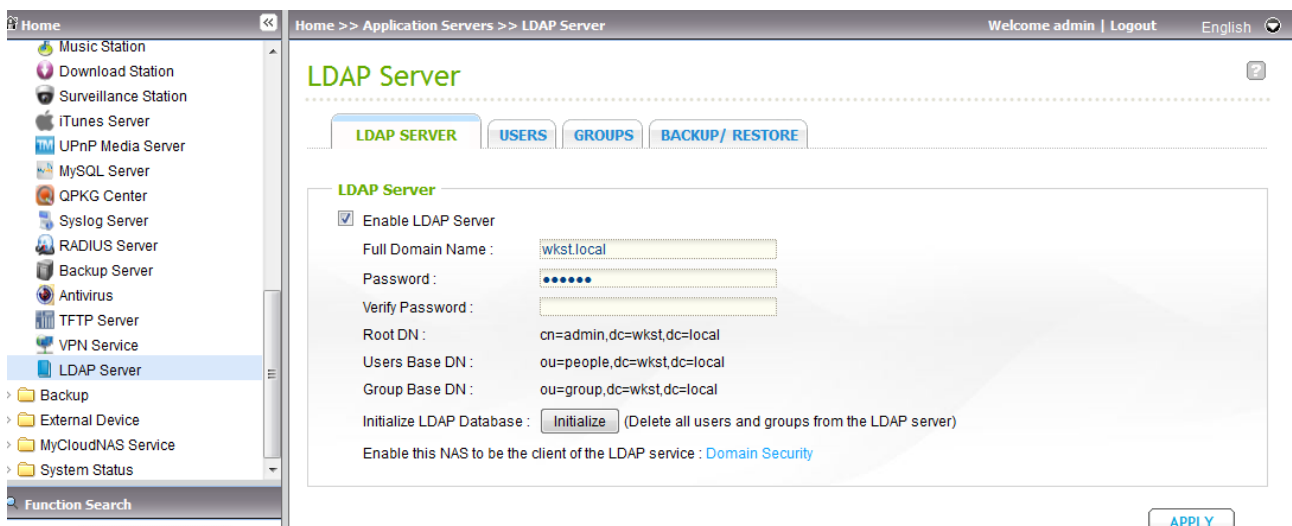 Home
Home >> Application Servers >> LDAP Server
Welcome admin | Logout
English
Music Station
Download Station
Surveillance Station
iTunes Server
UPnP Media Server
MySQL Server
QPKG Center
Syslog Server
RADIUS Server
Backup Server
Antivirus
TFTP Server
VPN Service
LDAP Server
Backup
External Device
MyCloudNAS Service
System Status
Function Search
LDAP Server
?
LDAP SERVER
USERS
GROUPS
BACKUP/ RESTORE
LDAP Server
Enable LDAP Server
Full Domain Name : wkst.local
Password : ••••••
Verify Password :
Root DN : cn=admin,dc=wkst,dc=local
Users Base DN : ou=people,dc=wkst,dc=local
Group Base DN : ou=group,dc=wkst,dc=local
Initialize LDAP Database : Initialize (Delete all users and groups from the LDAP server)
Enable this NAS to be the client of the LDAP service : Domain Security
APPLY